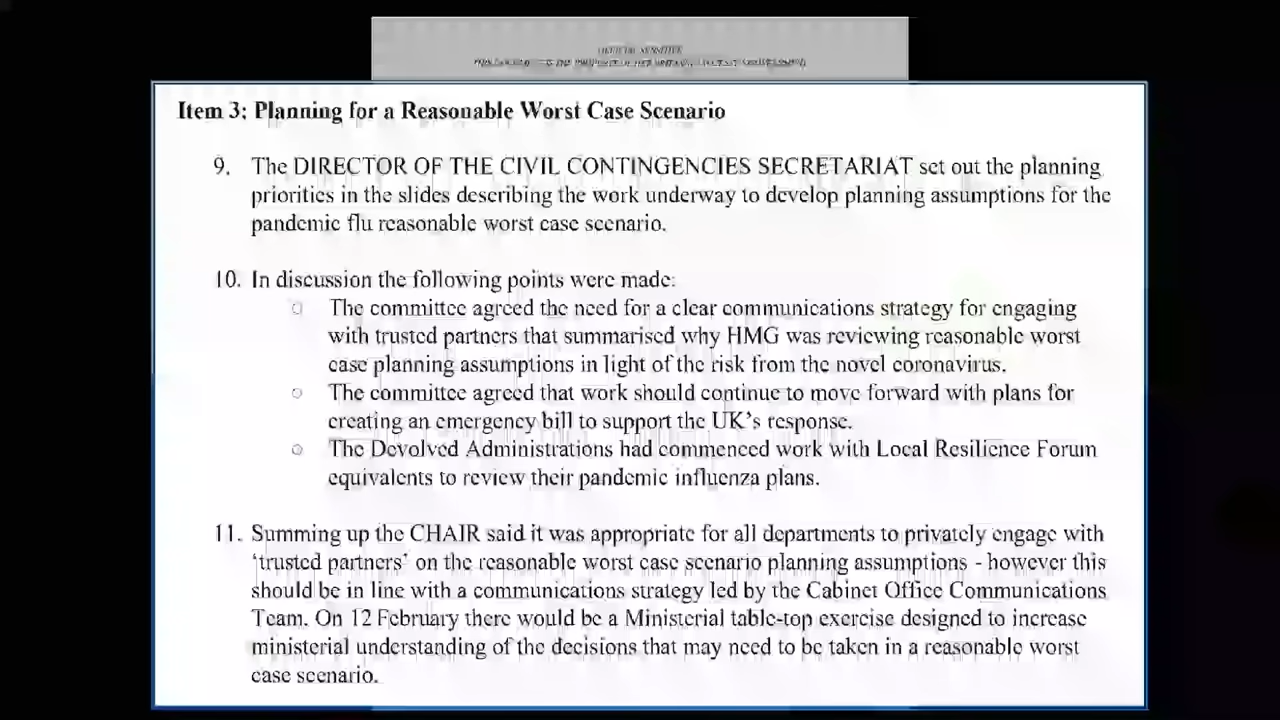 OFFICIAL SENSITIVE
Item 3: Planning for a Reasonable Worst Case Scenario
9. The DIRECTOR OF THE CIVIL CONTINGENCIES SECRETARIAT set out the planning
priorities in the slides describing the work underway to develop planning assumptions for the
pandemic flu reasonable worst case scenario.
10. In discussion the following points were made:
○ The committee agreed the need for a clear communications strategy for engaging
with trusted partners that summarised why HMG was reviewing reasonable worst
case planning assumptions in light of the risk from the novel coronavirus.
○ The committee agreed that work should continue to move forward with plans for
creating an emergency bill to support the UK's response.
○ The Devolved Administrations had commenced work with Local Resilience Forum
equivalents to review their pandemic influenza plans.
11. Summing up the CHAIR said it was appropriate for all departments to privately engage with
‘trusted partners’ on the reasonable worst case scenario planning assumptions - however this
should be in line with a communications strategy led by the Cabinet Office Communications
Team. On 12 February there would be a Ministerial table-top exercise designed to increase
ministerial understanding of the decisions that may need to be taken in a reasonable worst
case scenario.